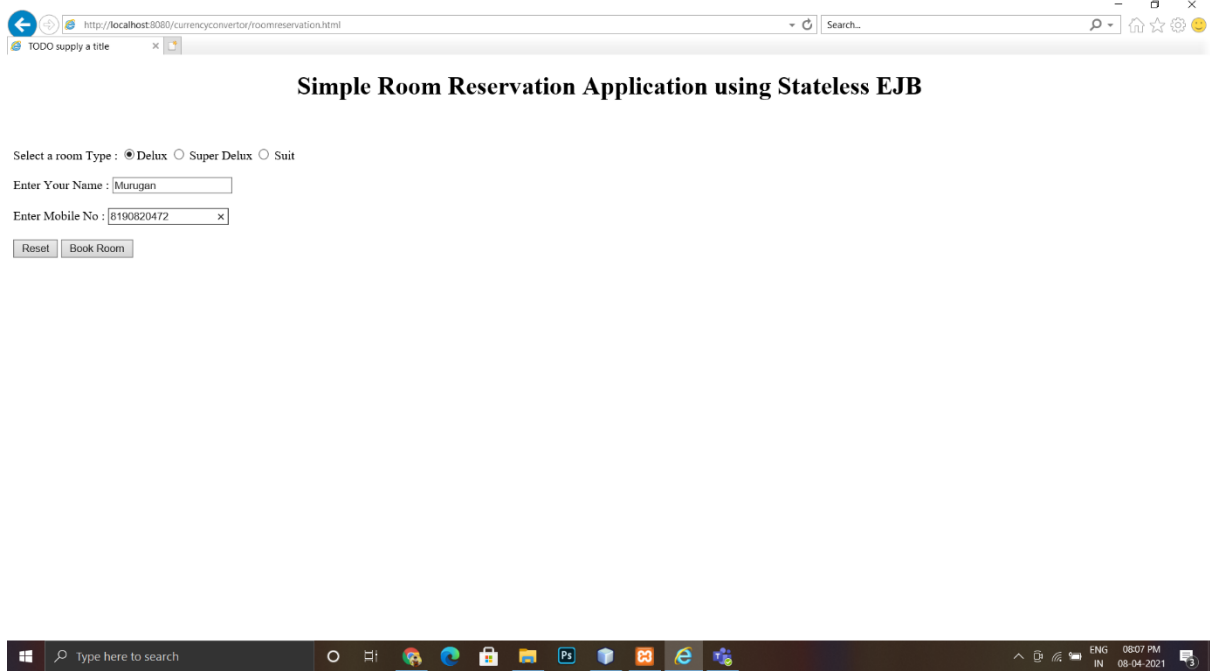 http://localhost:8080/currencyconvertor/roomreservation.html
Search...
TODO supply a title
Simple Room Reservation Application using Stateless EJB
Select a room Type : Delux Super Delux Suit
Enter Your Name : Murugan
Enter Mobile No : 8190820472
Reset Book Room
Type here to search
Ps
ENG 08:07 PM
IN 08-04-2021
3